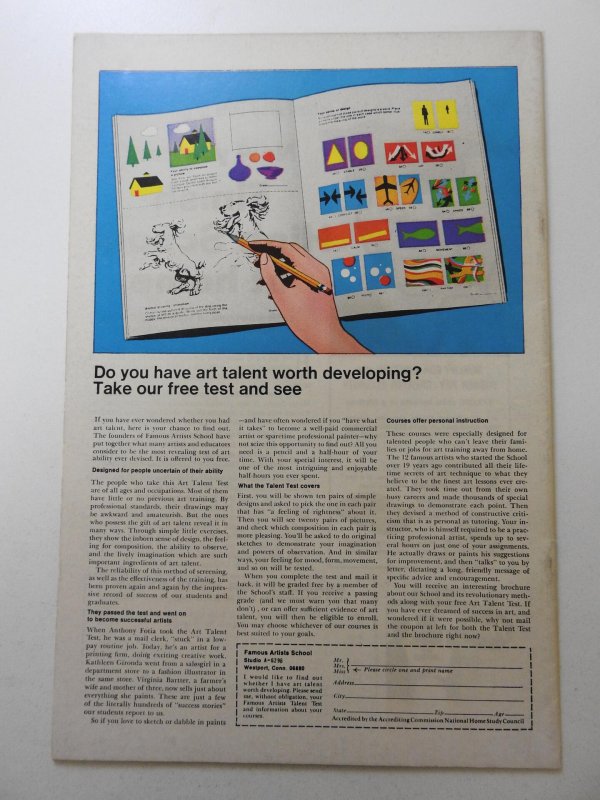 Your sense of design
Your ability to compose
a picture
Do you have art talent worth developing?
Take our free test and see
If you have ever wondered whether you had
art talent, here is your chance to find out.
The founders of Famous Artists School have
put together what many artists and educators
consider to be the most revealing test of art
ability ever devised. It is offered to you free.
Designed for people uncertain of their ability
The people who take this Art Talent Test
are of all ages and occupations. Most of them
have little or no previous art training. By
professional standards, their drawings may
be awkward and amateurish. But the ones
who possess the gift of art talent reveal it in
many ways. Through simple little exercises,
they show the inborn sense of design, the feel-
ing for composition, the ability to observe,
and the lively imagination which are such
important ingredients of art talent.
The reliability of this method of screening,
as well as the effectiveness of the training, has
been proven again and again by the impres-
sive record of success of our students and
graduates.
They passed the test and went on
to become successful artists
When Anthony Fotia took the Art Talent
Test, he was a mail clerk, "stuck" in a low-
pay routine job. Today, he's an artist for a
printing firm, doing exciting creative work.
Kathleen Gironda went from a salesgirl in a
department store to a fashion illustrator in
the same store. Virginia Bartter, a farmer's
wife and mother of three, now sells just about
everything she paints. These are just a few
of the literally hundreds of "success stories"
our students report to us.
So if you love to sketch or dabble in paints
—and have often wondered if you "have what
it takes" to become a well-paid commercial
artist or sparetime professional painter—why
not seize this opportunity to find out? All you
need is a pencil and a half-hour of your
time. With your special interest, it will be
one of the most intriguing and enjoyable
half-hours you ever spent.
What the Talent Test covers
First, you will be shown ten pairs of simple
designs and asked to pick the one in each pair
that has "a feeling of rightness" about it.
Then you will see twenty pairs of pictures,
and check which composition in each pair is
more pleasing. You'll be asked to do original
sketches to demonstrate your imagination
and powers of observation. And in similar
ways, your feeling for mood, form, movement,
and so on will be tested.
When you complete the test and mail it
back, it will be graded free by a member of
the School's staff. If you receive a passing
grade (and we must warn you that many
don't), or can offer sufficient evidence of art
talent, you will then be eligible to enroll.
You may choose whichever of our courses is
best suited to your goals.
Courses offer personal instruction
These courses were especially designed for
talented people who can't leave their fami-
lies or jobs for art training away from home.
The 12 famous artists who started the School
over 19 years ago contributed all their life-
time secrets of art technique to what they
believe to be the finest art lessons ever cre-
ated. They took time out from their own
busy careers and made thousands of special
drawings to demonstrate each point. Then
they devised a method of constructive criti-
cism that is as personal as tutoring. Your in-
structor, who is himself required to be a prac-
ticing professional artist, spends up to sev-
eral hours on just one of your assignments.
He actually draws or paints his suggestions
for improvement, and then "talks" to you by
letter, dictating a long, friendly message of
specific advice and encouragement.
You will receive an interesting brochure
about our School and its revolutionary meth-
ods along with your free Art Talent Test. If
you have ever dreamed of success in art, and
wondered if it were possible, why not mail
the coupon at left for both the Talent Test
and the brochure right now?
Famous Artists School
Studio A-5296
Westport, Conn. 06880
I would like to find out
whether I have art talent
worth developing. Please send
me, without obligation, your
Famous Artists Talent Test
and information about your
courses.
Mr.
Mrs.
Miss
Please circle one and print name
Address
City
State Zip Age
Accredited by the Accrediting Commission National Home Study Council